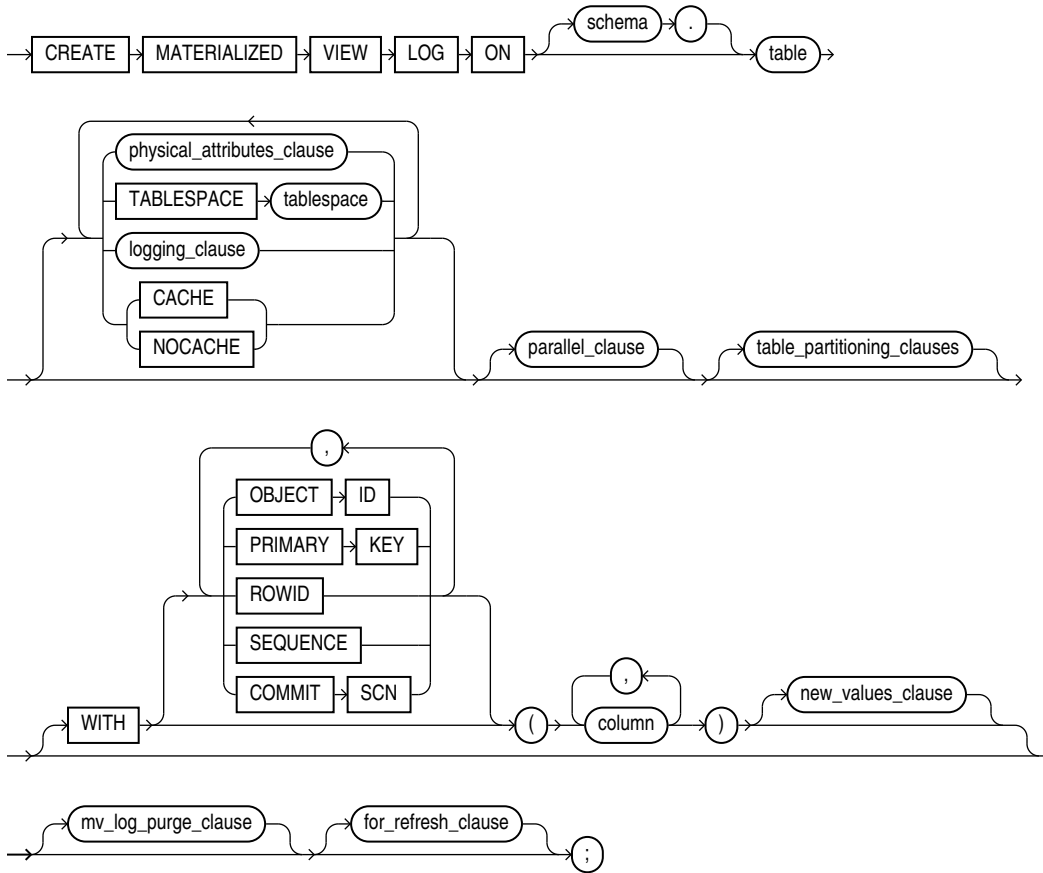 CREATE MATERIALIZED VIEW LOG ON schema . table
physical_attributes_clause
TABLESPACE tablespace
logging_clause
CACHE
NOCACHE
parallel_clause table_partitioning_clauses
,
OBJECT ID
PRIMARY KEY
ROWID
SEQUENCE
COMMIT SCN
,
WITH ( column ) new_values_clause
mv_log_purge_clause for_refresh_clause ;